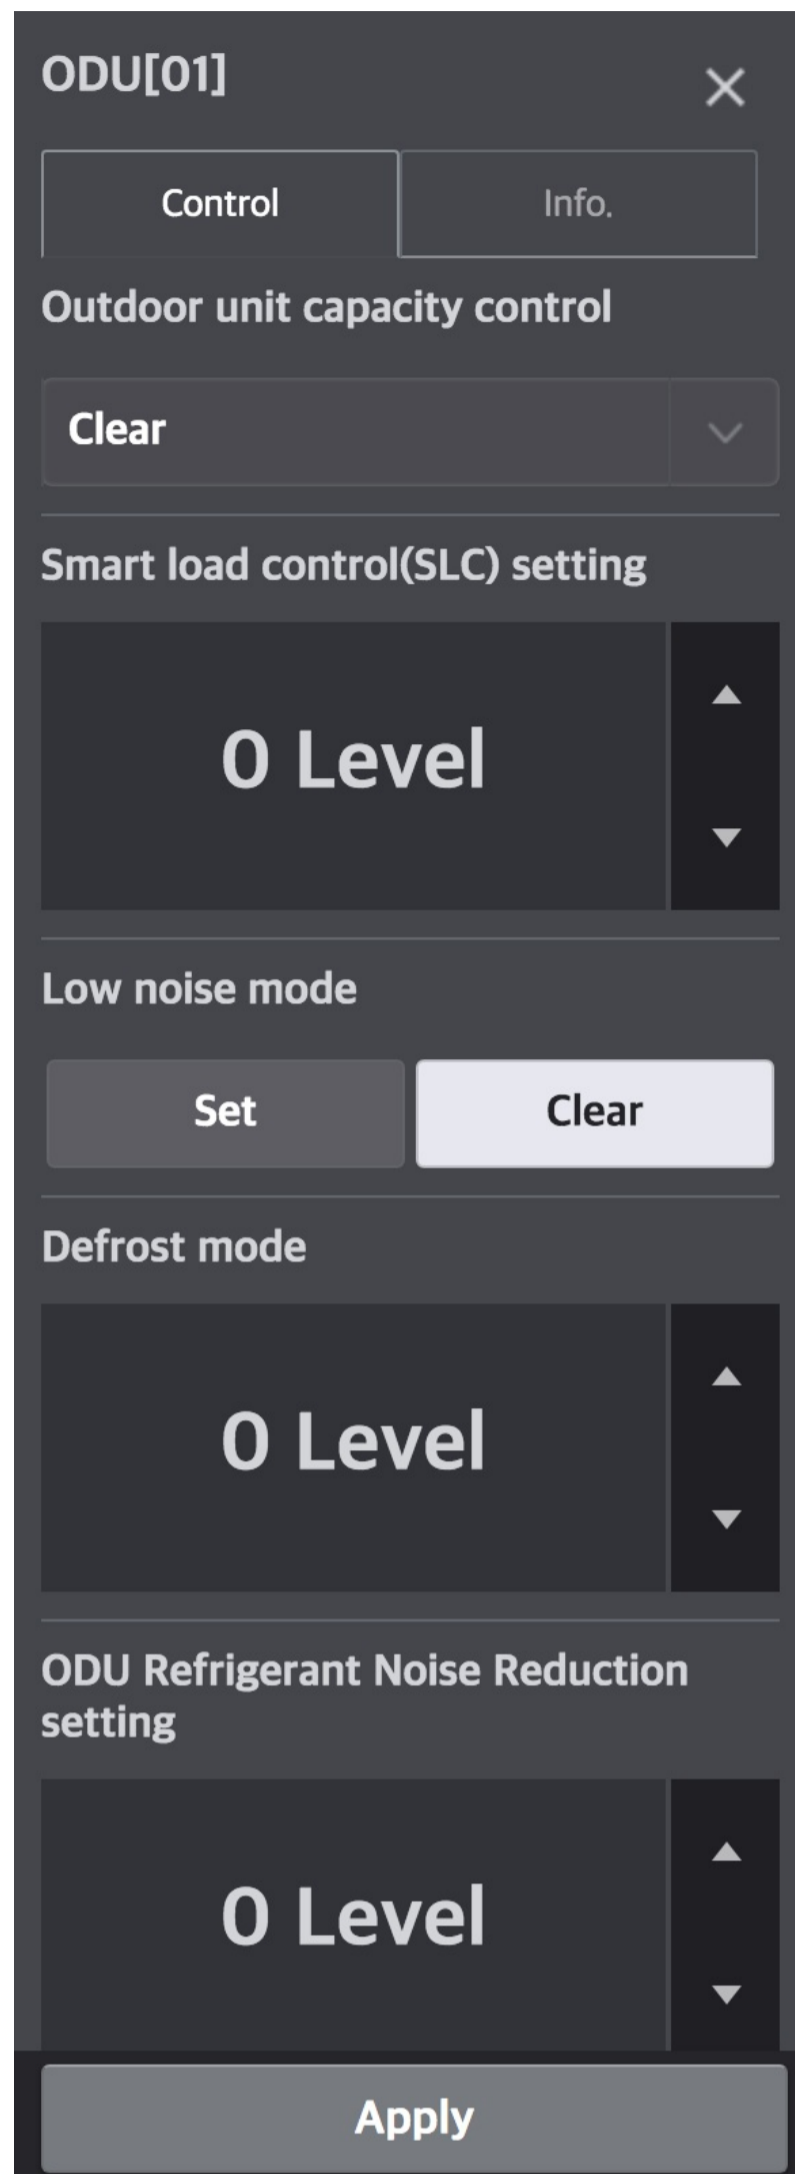 ODU[01]
Control
Info.
Outdoor unit capacity control
Clear
Smart load control(SLC) setting
0 Level
Low noise mode
Set
Clear
Defrost mode
0 Level
ODU Refrigerant Noise Reduction
setting
0 Level
Apply